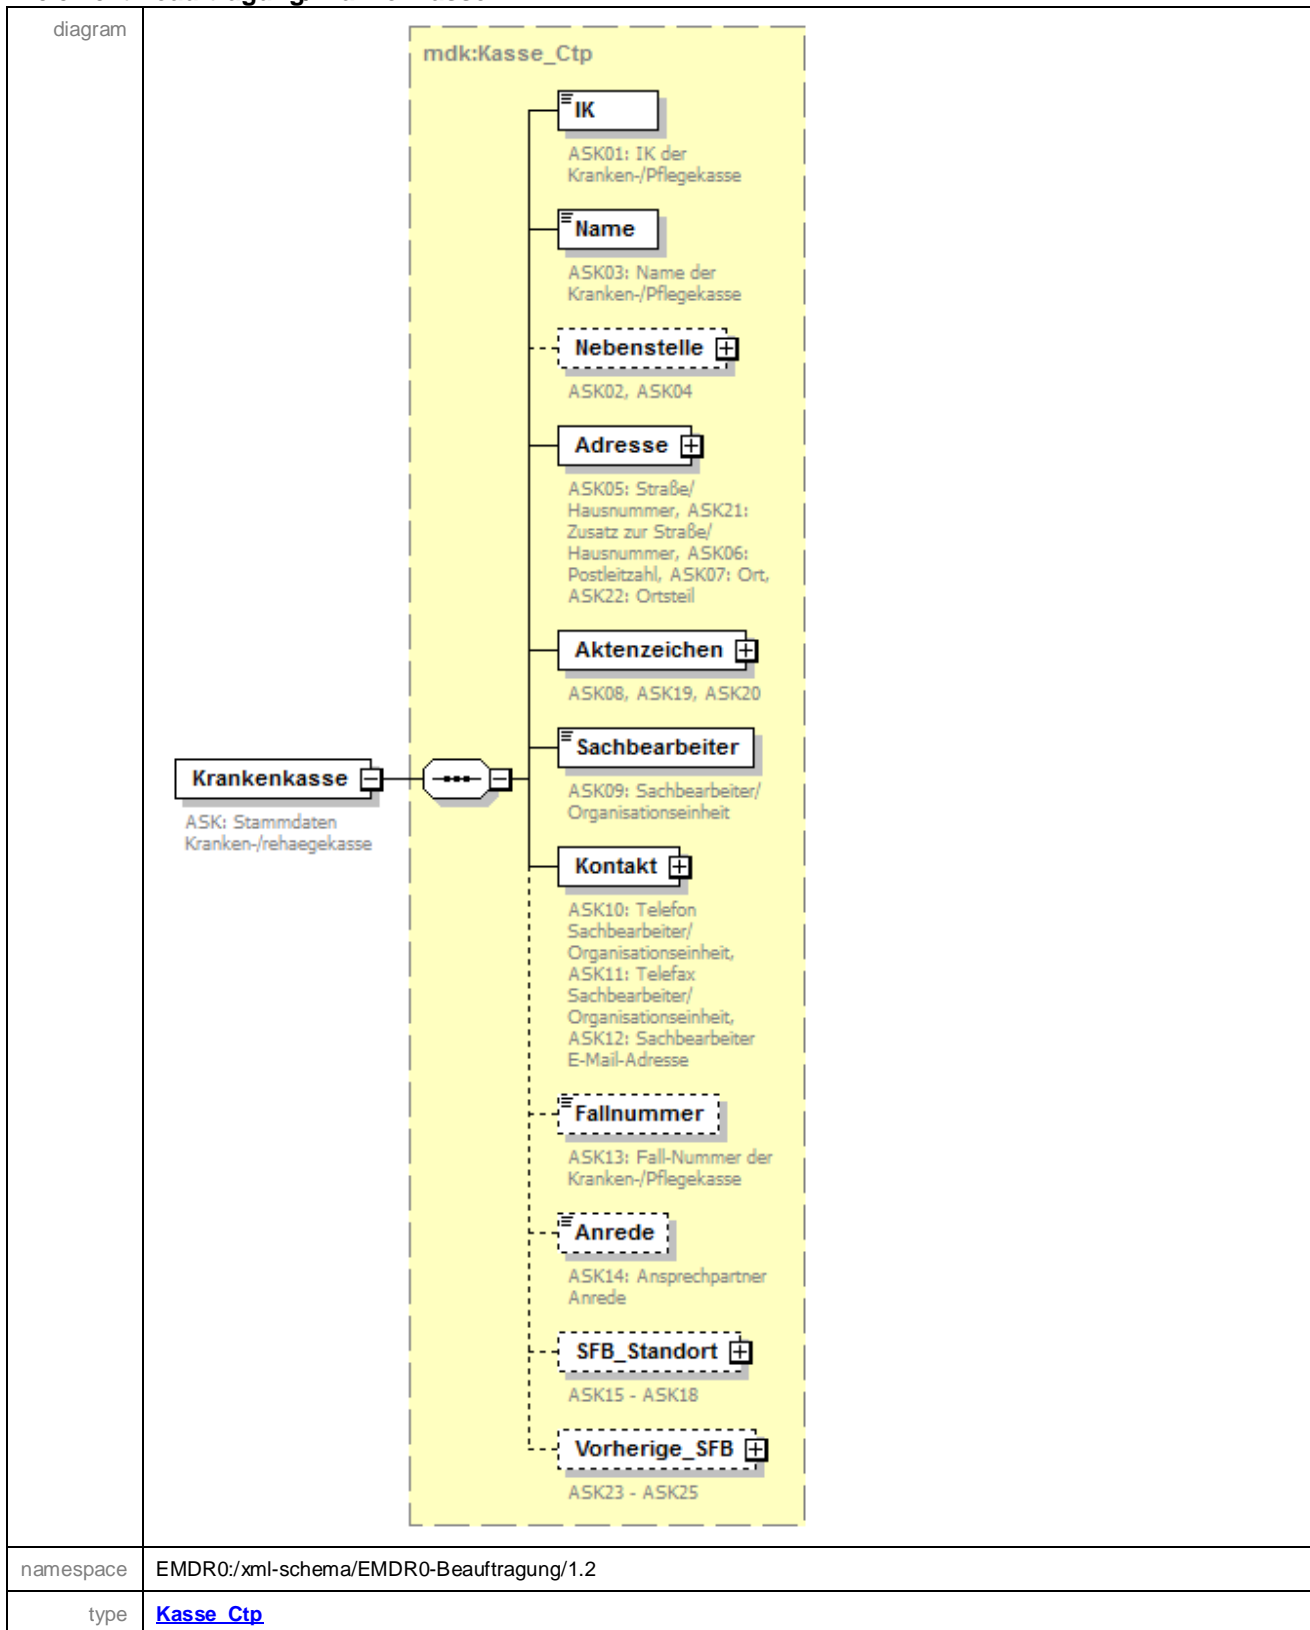 diagram
mdk:Kasse_Ctp
IK
ASK01: IK der
Kranken-/Pflegekasse
Name
ASK03: Name der
Kranken-/Pflegekasse
Nebenstelle
ASK02, ASK04
Adresse
ASK05: Straße/
Hausnummer, ASK21:
Zusatz zur Straße/
Hausnummer, ASK06:
Postleitzahl, ASK07: Ort,
ASK22: Ortsteil
Aktenzeichen
ASK08, ASK19, ASK20
Sachbearbeiter
ASK09: Sachbearbeiter/
Organisationseinheit
Krankenkasse
ASK: Stammdaten
Kranken-/rehaegekasse
Kontakt
ASK10: Telefon
Sachbearbeiter/
Organisationseinheit,
ASK11: Telefax
Sachbearbeiter/
Organisationseinheit,
ASK12: Sachbearbeiter
E-Mail-Adresse
Fallnummer
ASK13: Fall-Nummer der
Kranken-/Pflegekasse
Anrede
ASK14: Ansprechpartner
Anrede
SFB_Standort
ASK15 - ASK18
Vorherige_SFB
ASK23 - ASK25
namespace
EMDR0:/xml-schema/EMDR0-Beauftragung/1.2
type
Kasse_Ctp